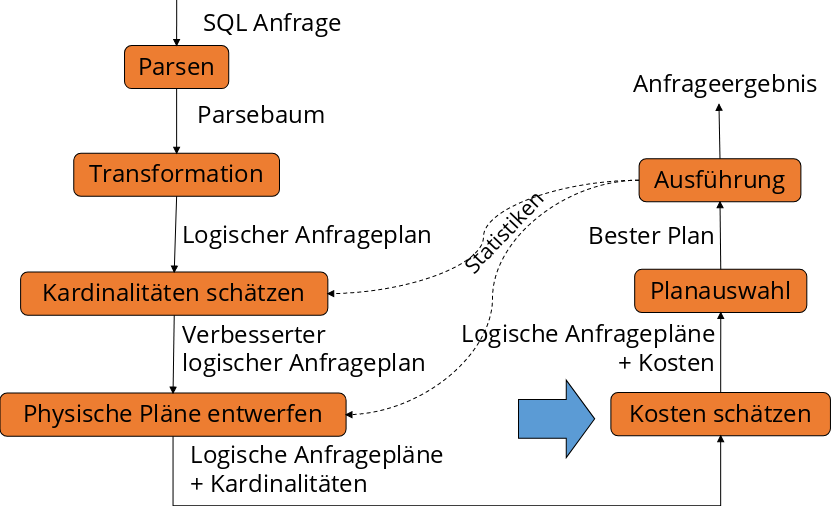 SQL Anfrage
Parsen
Parsebaum
Transformation
Logischer Anfrageplan
Kardinalitäten schätzen
Verbesserter
logischer Anfrageplan
Physische Pläne entwerfen
Logische Anfragepläne
+ Kardinalitäten
Statistiken
Anfrageergebnis
Ausführung
Bester Plan
Planauswahl
Logische Anfragepläne
+ Kosten
Kosten schätzen